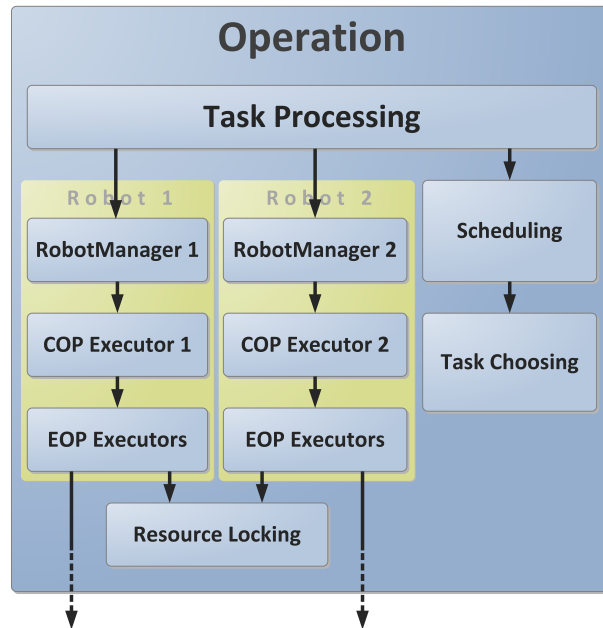 Operation
Task Processing
Robot 1
Robot 2
RobotManager 1
RobotManager 2
Scheduling
COP Executor 1
COP Executor 2
Task Choosing
EOP Executors
EOP Executors
Resource Locking